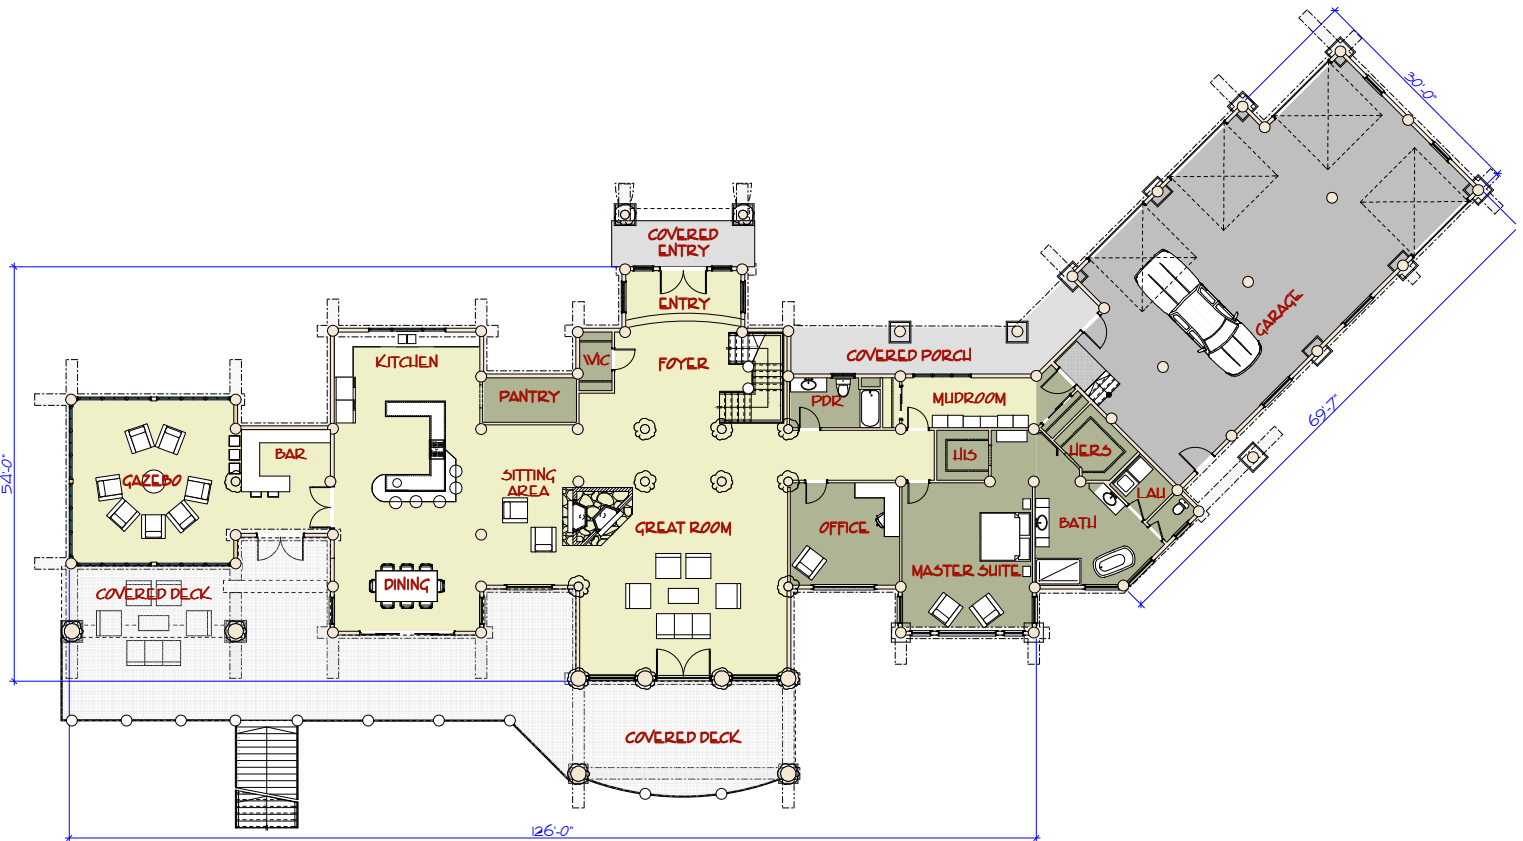 30'-0"
COVERED
ENTRY
ENTRY
GARAGE
KITCHEN
WIC
FOYER
COVERED PORCH
PANTRY
PDR
MUDROOM
69'-7"
BAR
HIS
HERS
54'-0"
GAZEBO
SITTING
AREA
LAU
GREAT ROOM
OFFICE
BATH
MASTER SUITE
DINING
COVERED DECK
COVERED DECK
126'-0"